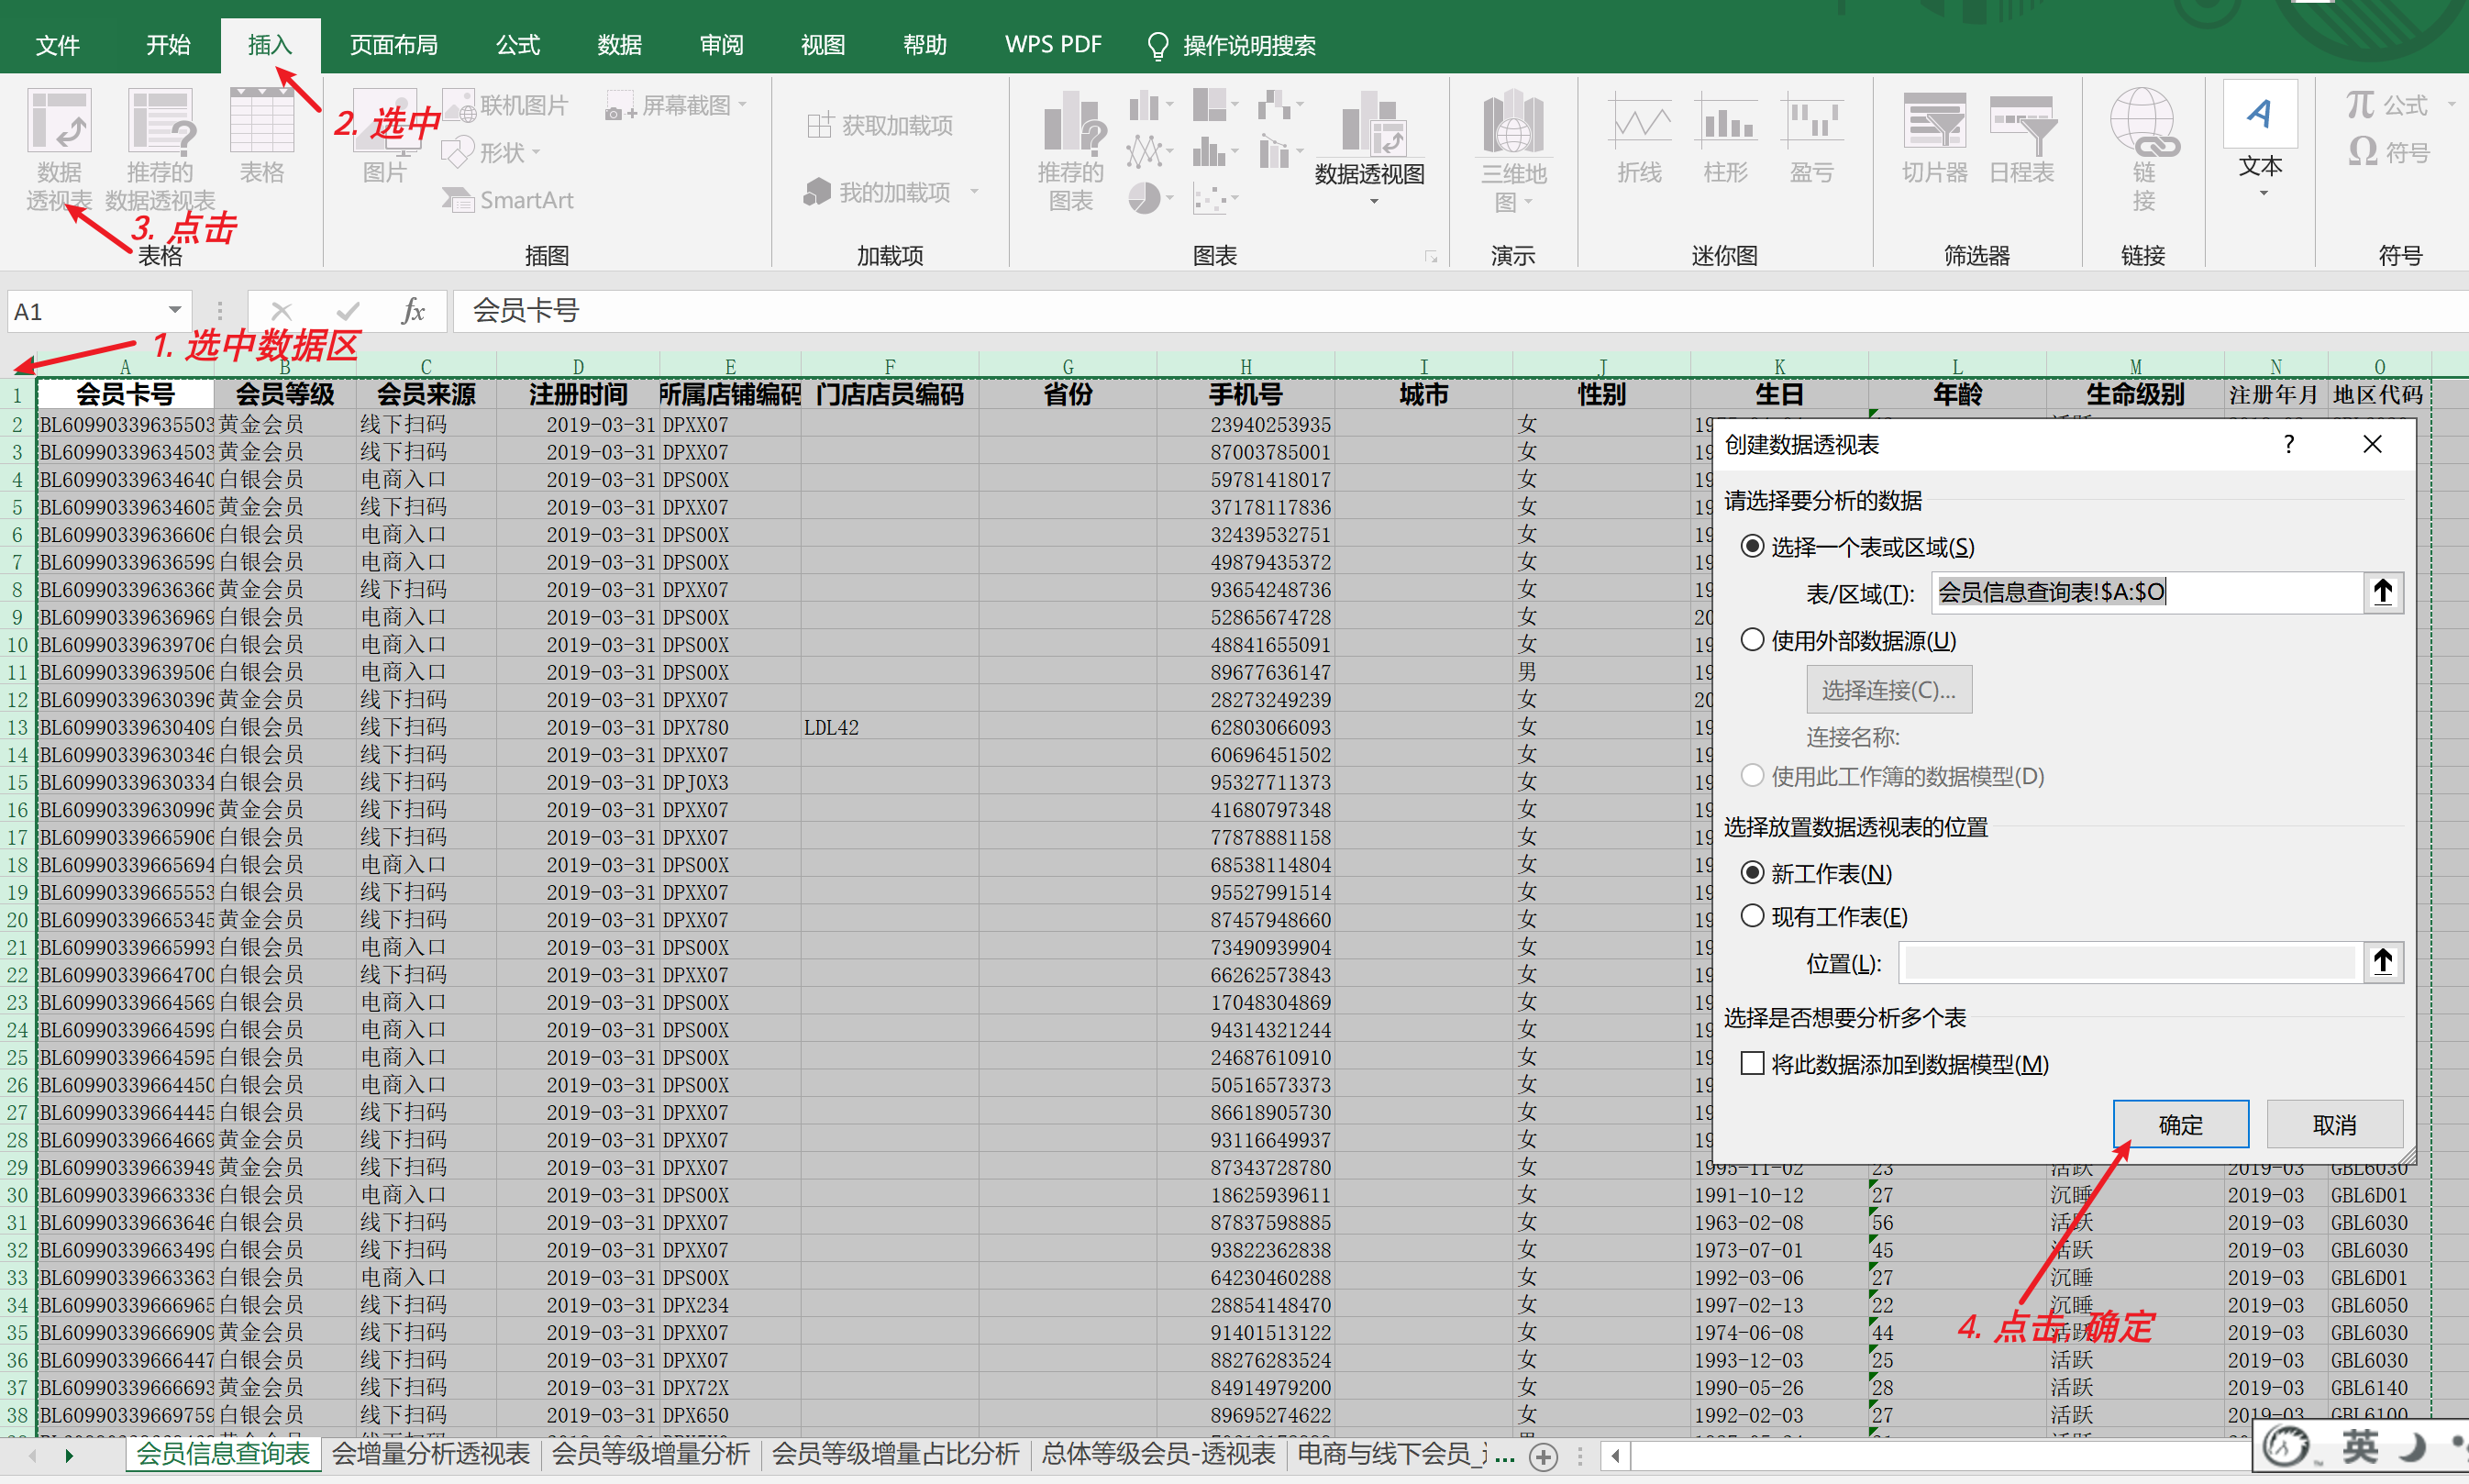 文件 开始 插入 页面布局 公式 数据 审阅 视图 帮助 WPS PDF 操作说明搜索
数据透视表 推荐的数据透视表 表格 图片 联机图片 形状 SmartArt 屏幕截图 获取加载项 我的加载项 推荐的图表 数据透视图 三维地图 折线 柱形 盈亏 切片器 日程表 链接 文本 公式 符号
2. 选中
3. 点击
表格 插图 加载项 图表 演示 迷你图 筛选器 链接 符号
A1 fx 会员卡号
1. 选中数据区
A B C D E F G H I J K L M N O
1 会员卡号 会员等级 会员来源 注册时间 所属店铺编码 门店店员编码 省份 手机号 城市 性别 生日 年龄 生命级别 注册年月 地区代码
2 BL60990339635503 黄金会员 线下扫码 2019-03-31 DPXX07 23940253935 女
3 BL60990339634503 黄金会员 线下扫码 2019-03-31 DPXX07 87003785001 女 19
4 BL60990339634640 白银会员 电商入口 2019-03-31 DPS00X 59781418017 女 19
5 BL60990339634605 黄金会员 线下扫码 2019-03-31 DPXX07 37178117836 女 19
6 BL60990339636606 白银会员 电商入口 2019-03-31 DPS00X 32439532751 女 19
7 BL60990339636599 白银会员 电商入口 2019-03-31 DPS00X 49879435372 女 19
8 BL60990339636366 黄金会员 线下扫码 2019-03-31 DPXX07 93654248736 女 19
9 BL60990339636969 白银会员 电商入口 2019-03-31 DPS00X 52865674728 女 20
10 BL60990339639706 白银会员 电商入口 2019-03-31 DPS00X 48841655091 女 19
11 BL60990339639506 白银会员 电商入口 2019-03-31 DPS00X 89677636147 男 19
12 BL60990339630396 黄金会员 线下扫码 2019-03-31 DPXX07 28273249239 女 20
13 BL60990339630409 白银会员 线下扫码 2019-03-31 DPX780 LDL42 62803066093 女 19
14 BL60990339630346 白银会员 线下扫码 2019-03-31 DPXX07 60696451502 女 19
15 BL60990339630334 白银会员 线下扫码 2019-03-31 DPJ0X3 95327711373 女 19
16 BL60990339630996 黄金会员 线下扫码 2019-03-31 DPXX07 41680797348 女 19
17 BL60990339665906 白银会员 线下扫码 2019-03-31 DPXX07 77878881158 女 19
18 BL60990339665694 白银会员 电商入口 2019-03-31 DPS00X 68538114804 女 19
19 BL60990339665553 白银会员 线下扫码 2019-03-31 DPXX07 95527991514 女 19
20 BL60990339665345 黄金会员 线下扫码 2019-03-31 DPXX07 87457948660 女 19
21 BL60990339665993 白银会员 电商入口 2019-03-31 DPS00X 73490939904 女 19
22 BL60990339664700 白银会员 线下扫码 2019-03-31 DPXX07 66262573843 女 19
23 BL60990339664569 白银会员 电商入口 2019-03-31 DPS00X 17048304869 女 19
24 BL60990339664599 白银会员 电商入口 2019-03-31 DPS00X 94314321244 女 19
25 BL60990339664595 白银会员 电商入口 2019-03-31 DPS00X 24687610910 女 19
26 BL60990339664450 白银会员 电商入口 2019-03-31 DPS00X 50516573373 女 19
27 BL60990339664445 白银会员 线下扫码 2019-03-31 DPXX07 86618905730 女 19
28 BL60990339664669 黄金会员 线下扫码 2019-03-31 DPXX07 93116649937 女 19
29 BL60990339663949 黄金会员 线下扫码 2019-03-31 DPXX07 87343728780 女 1995-11-02 23 活跃 2019-03 GBL6030
30 BL60990339663336 白银会员 电商入口 2019-03-31 DPS00X 18625939611 女 1991-10-12 27 沉睡 2019-03 GBL6D01
31 BL60990339663646 白银会员 线下扫码 2019-03-31 DPXX07 87837598885 女 1963-02-08 56 活跃 2019-03 GBL6030
32 BL60990339663499 白银会员 线下扫码 2019-03-31 DPXX07 93822362838 女 1973-07-01 45 活跃 2019-03 GBL6030
33 BL60990339663363 白银会员 电商入口 2019-03-31 DPS00X 64230460288 女 1992-03-06 27 沉睡 2019-03 GBL6D01
34 BL60990339666965 白银会员 线下扫码 2019-03-31 DPX234 28854148470 女 1997-02-13 22 沉睡 2019-03 GBL6050
35 BL60990339666909 黄金会员 线下扫码 2019-03-31 DPXX07 91401513122 女 1974-06-08 44 活跃 2019-03 GBL6030
36 BL60990339666447 白银会员 线下扫码 2019-03-31 DPXX07 88276283524 女 1993-12-03 25 活跃 2019-03 GBL6030
37 BL60990339666693 黄金会员 线下扫码 2019-03-31 DPX72X 84914979200 女 1990-05-26 28 活跃 2019-03 GBL6140
38 BL60990339669759 白银会员 线下扫码 2019-03-31 DPX650 89695274622 女 1992-02-03 27 活跃 2019-03 GBL6100
创建数据透视表 ? ×
请选择要分析的数据
选择一个表或区域(S)
表/区域(T): 会员信息查询表!$A:$O
使用外部数据源(U)
选择连接(C)...
连接名称:
使用此工作簿的数据模型(D)
选择放置数据透视表的位置
新工作表(N)
现有工作表(E)
位置(L):
选择是否想要分析多个表
将此数据添加到数据模型(M)
确定 取消
4. 点击, 确定
会员信息查询表 会增量分析透视表 会员等级增量分析 会员等级增量占比分析 总体等级会员-透视表 电商与线下会员_ ...
英